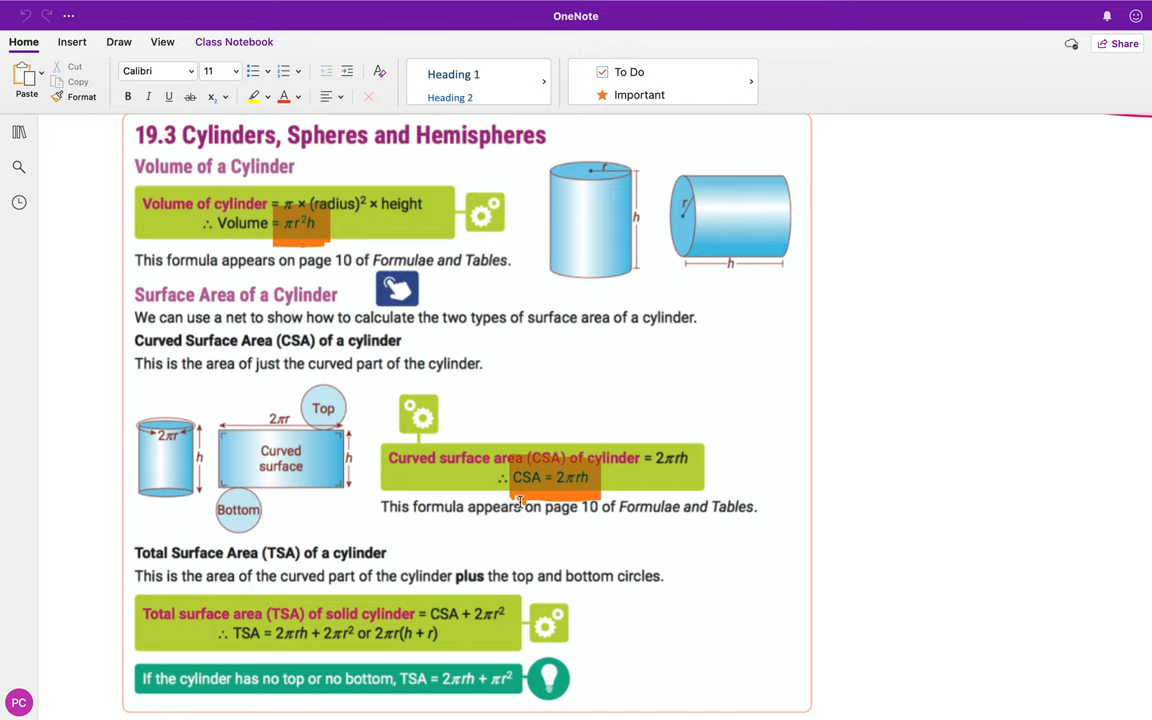 OneNote
Home Insert Draw View Class Notebook
Share
Paste
Cut
Copy
Format
Calibri 11
B I U ab x₂ A
Heading 1
Heading 2
To Do
Important
19.3 Cylinders, Spheres and Hemispheres
Volume of a Cylinder
Volume of cylinder = π × (radius)² × height
∴ Volume = πr²h
r
h
r
h
This formula appears on page 10 of Formulae and Tables.
Surface Area of a Cylinder
We can use a net to show how to calculate the two types of surface area of a cylinder.
Curved Surface Area (CSA) of a cylinder
This is the area of just the curved part of the cylinder.
2πr
h
2πr
Top
Curved
surface
h
Bottom
Curved surface area (CSA) of cylinder = 2πrh
∴ CSA = 2πrh
This formula appears on page 10 of Formulae and Tables.
Total Surface Area (TSA) of a cylinder
This is the area of the curved part of the cylinder plus the top and bottom circles.
Total surface area (TSA) of solid cylinder = CSA + 2πr²
∴ TSA = 2πrh + 2πr² or 2πr(h + r)
If the cylinder has no top or no bottom, TSA = 2πrh + πr²
PC